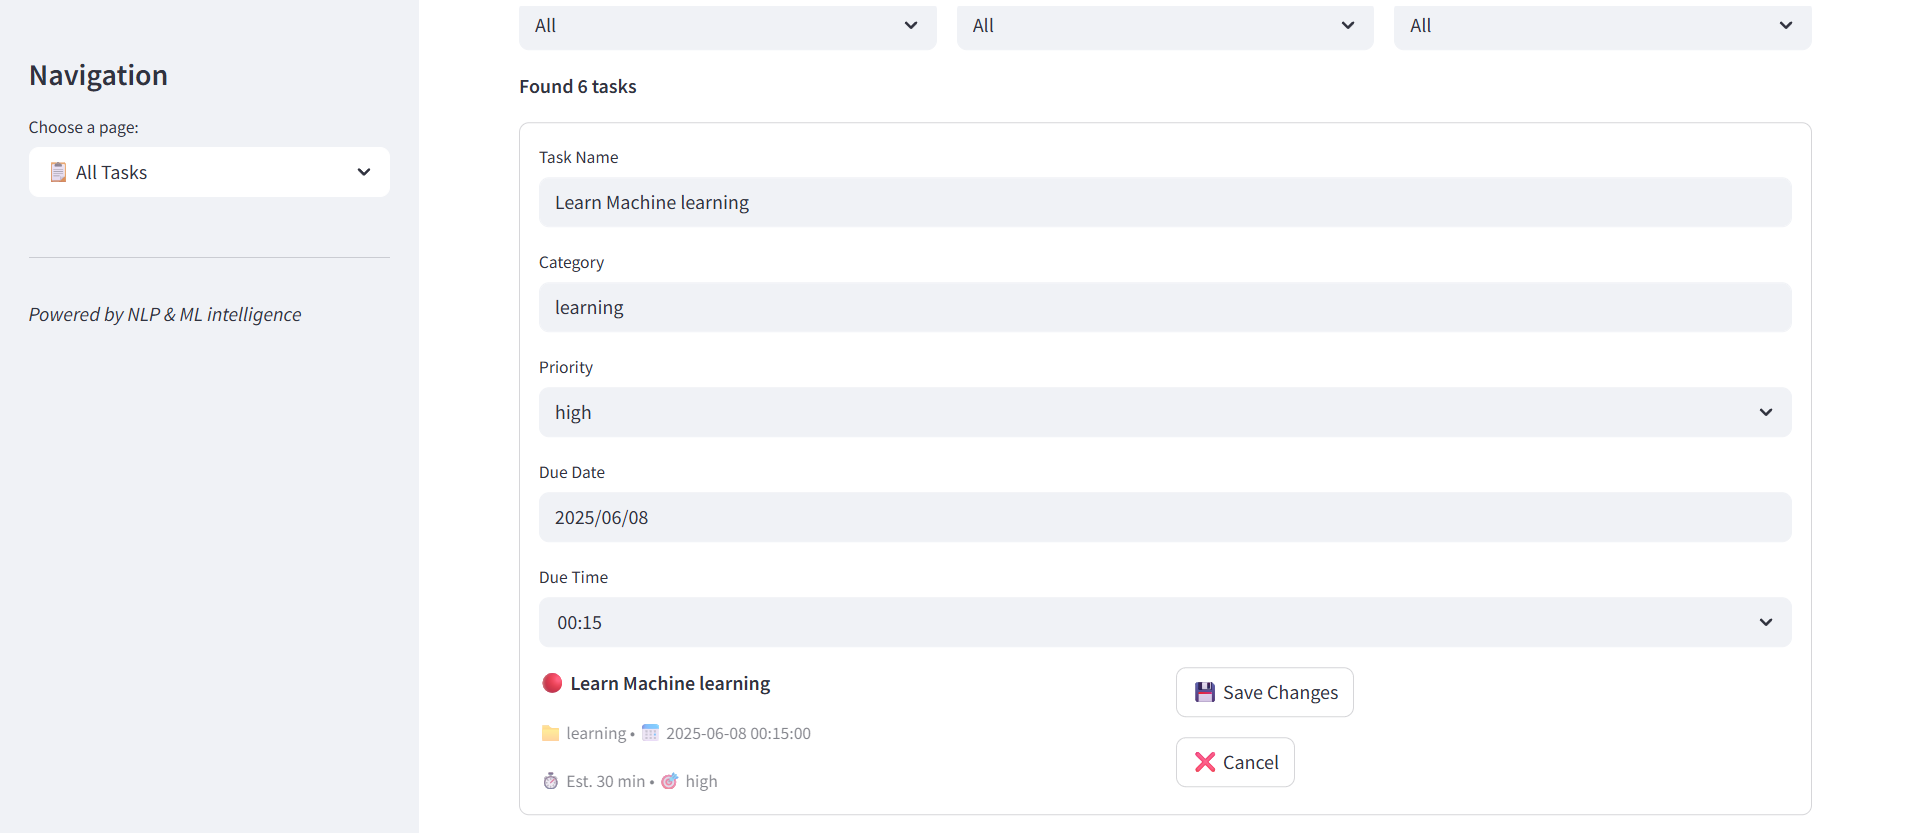 Navigation
Choose a page:
All Tasks
Powered by NLP & ML intelligence
All All All
Found 6 tasks
Task Name
Learn Machine learning
Category
learning
Priority
high
Due Date
2025/06/08
Due Time
00:15
Learn Machine learning
learning • 2025-06-08 00:15:00
Est. 30 min • high
Save Changes
Cancel